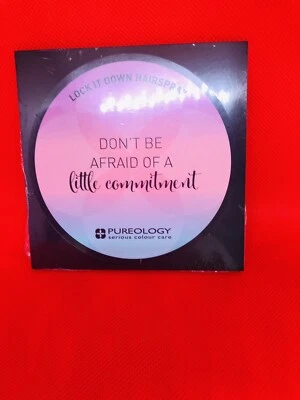 LOCK IT DOWN HAIRSPRAY
DON'T BE
AFRAID OF A
little commitment
PUREOLOGY
serious colour care